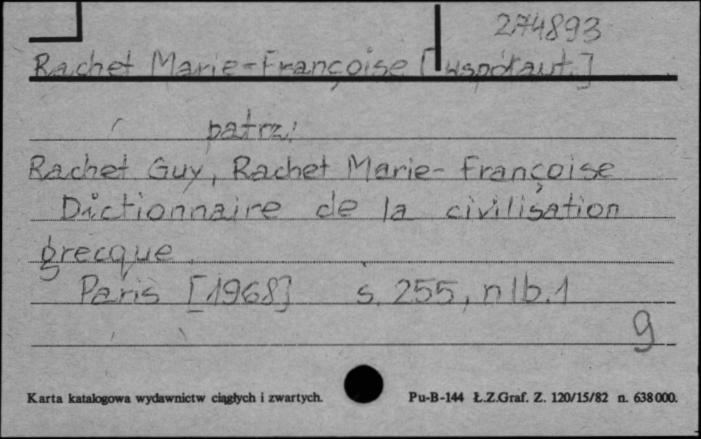 274893
Rachet Marie-Françoise [współaut.]
patrz:
Rachet Guy, Rachet Marie-Françoise
Dictionnaire de la civilisation
grecque.
Paris [1968] s. 255, nlb. 1
g
Karta katalogowa wydawnictw ciągłych i zwartych. Pu-B-144 Ł.Z.Graf. Z. 120/15/82 n. 638000.